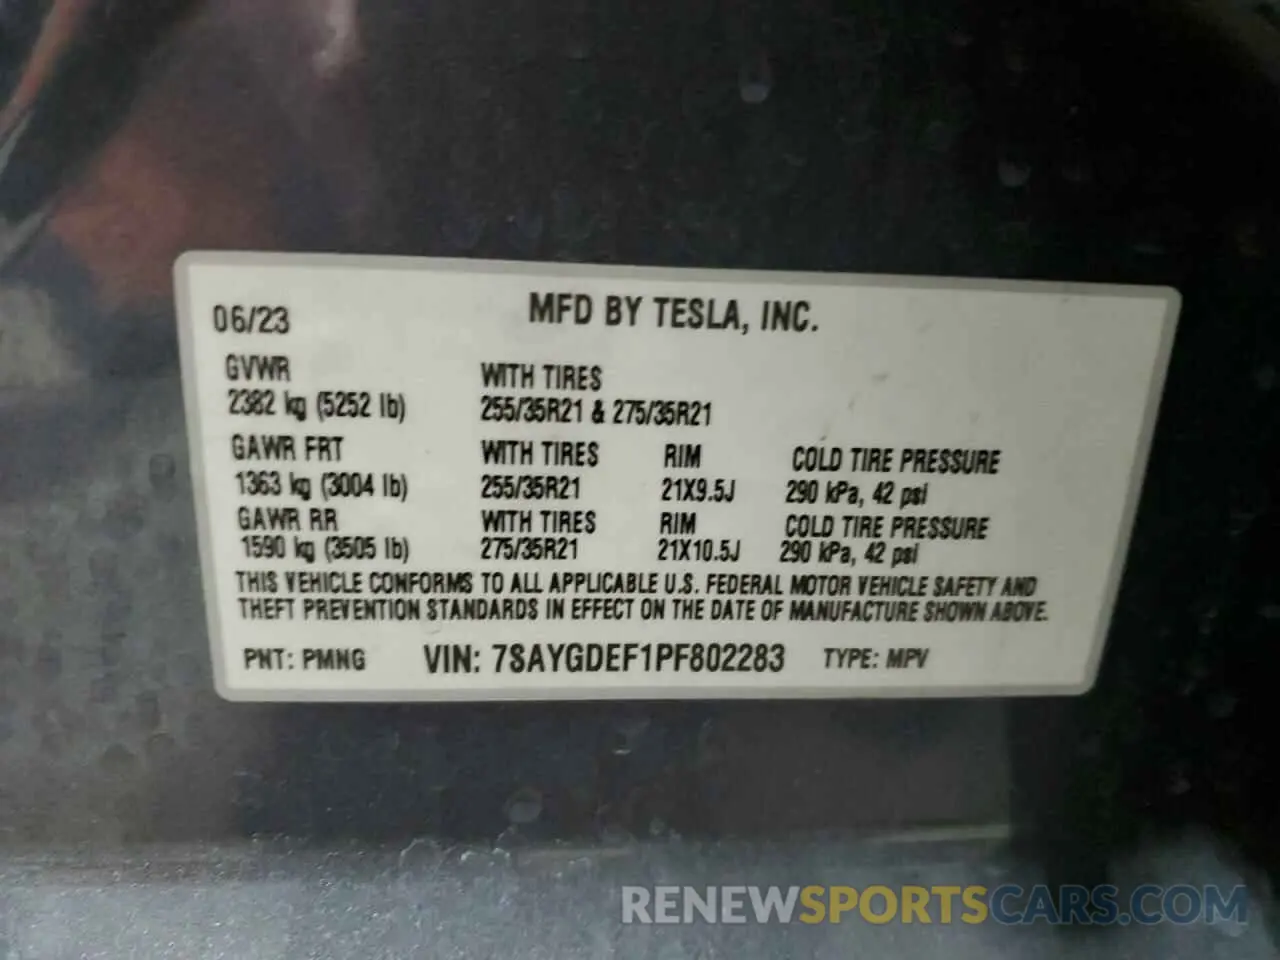 06/23 MFD BY TESLA, INC.
GVWR WITH TIRES
2382 kg (5252 lb) 255/35R21 & 275/35R21
GAWR FRT WITH TIRES RIM COLD TIRE PRESSURE
1363 kg (3004 lb) 255/35R21 21X9.5J 290 kPa, 42 psi
GAWR RR WITH TIRES RIM COLD TIRE PRESSURE
1590 kg (3505 lb) 275/35R21 21X10.5J 290 kPa, 42 psi
THIS VEHICLE CONFORMS TO ALL APPLICABLE U.S. FEDERAL MOTOR VEHICLE SAFETY AND
THEFT PREVENTION STANDARDS IN EFFECT ON THE DATE OF MANUFACTURE SHOWN ABOVE.
PNT: PMNG VIN: 7SAYGDEF1PF802283 TYPE: MPV
RENEWSPORTSCARS.COM